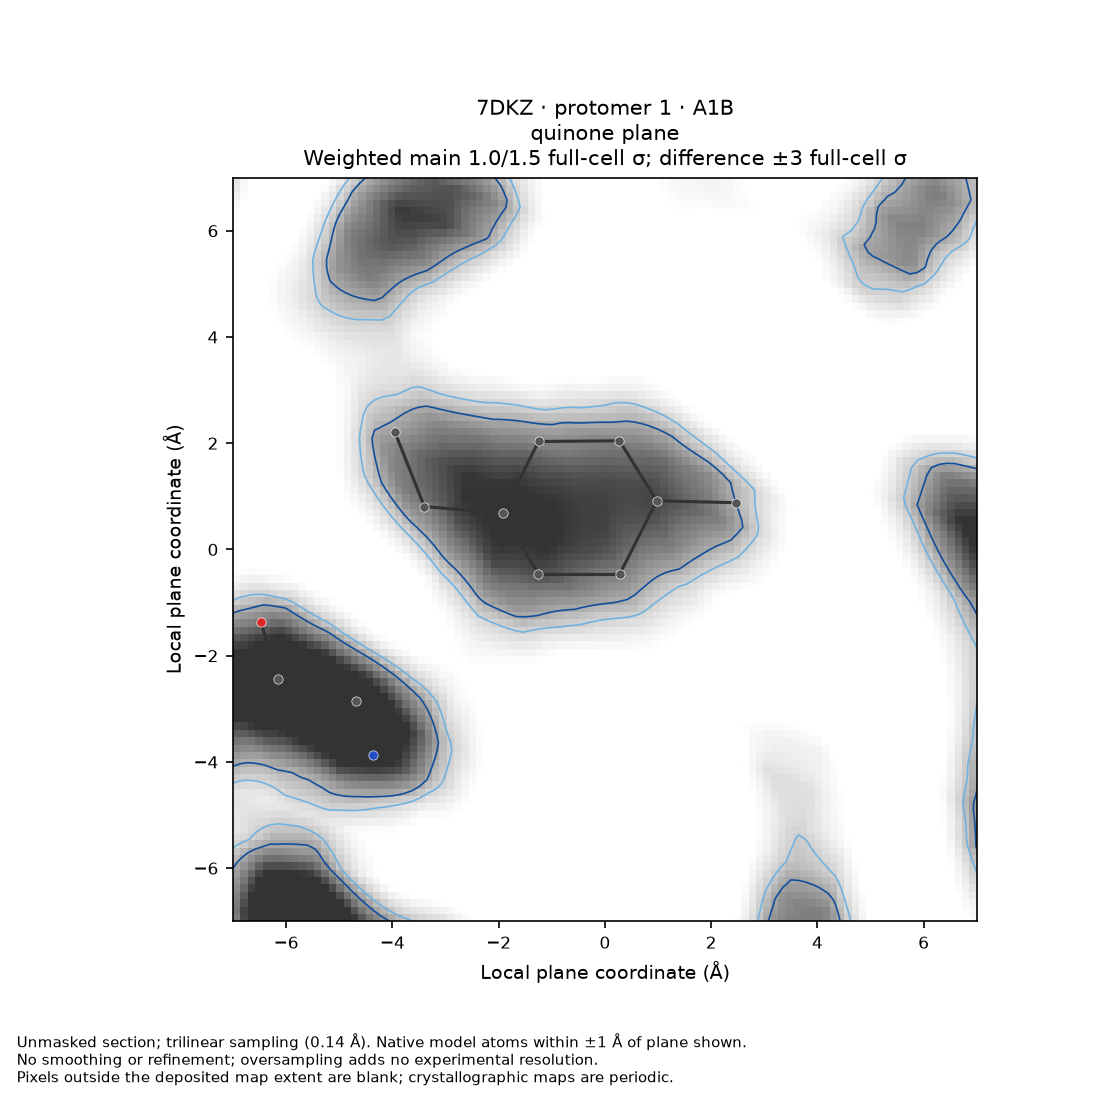 7DKZ · protomer 1 · A1B
quinone plane
Weighted main 1.0/1.5 full-cell σ; difference ±3 full-cell σ
Local plane coordinate (Å)
6
4
2
0
−2
−4
−6
−6 −4 −2 0 2 4 6
Local plane coordinate (Å)
Unmasked section; trilinear sampling (0.14 Å). Native model atoms within ±1 Å of plane shown.
No smoothing or refinement; oversampling adds no experimental resolution.
Pixels outside the deposited map extent are blank; crystallographic maps are periodic.